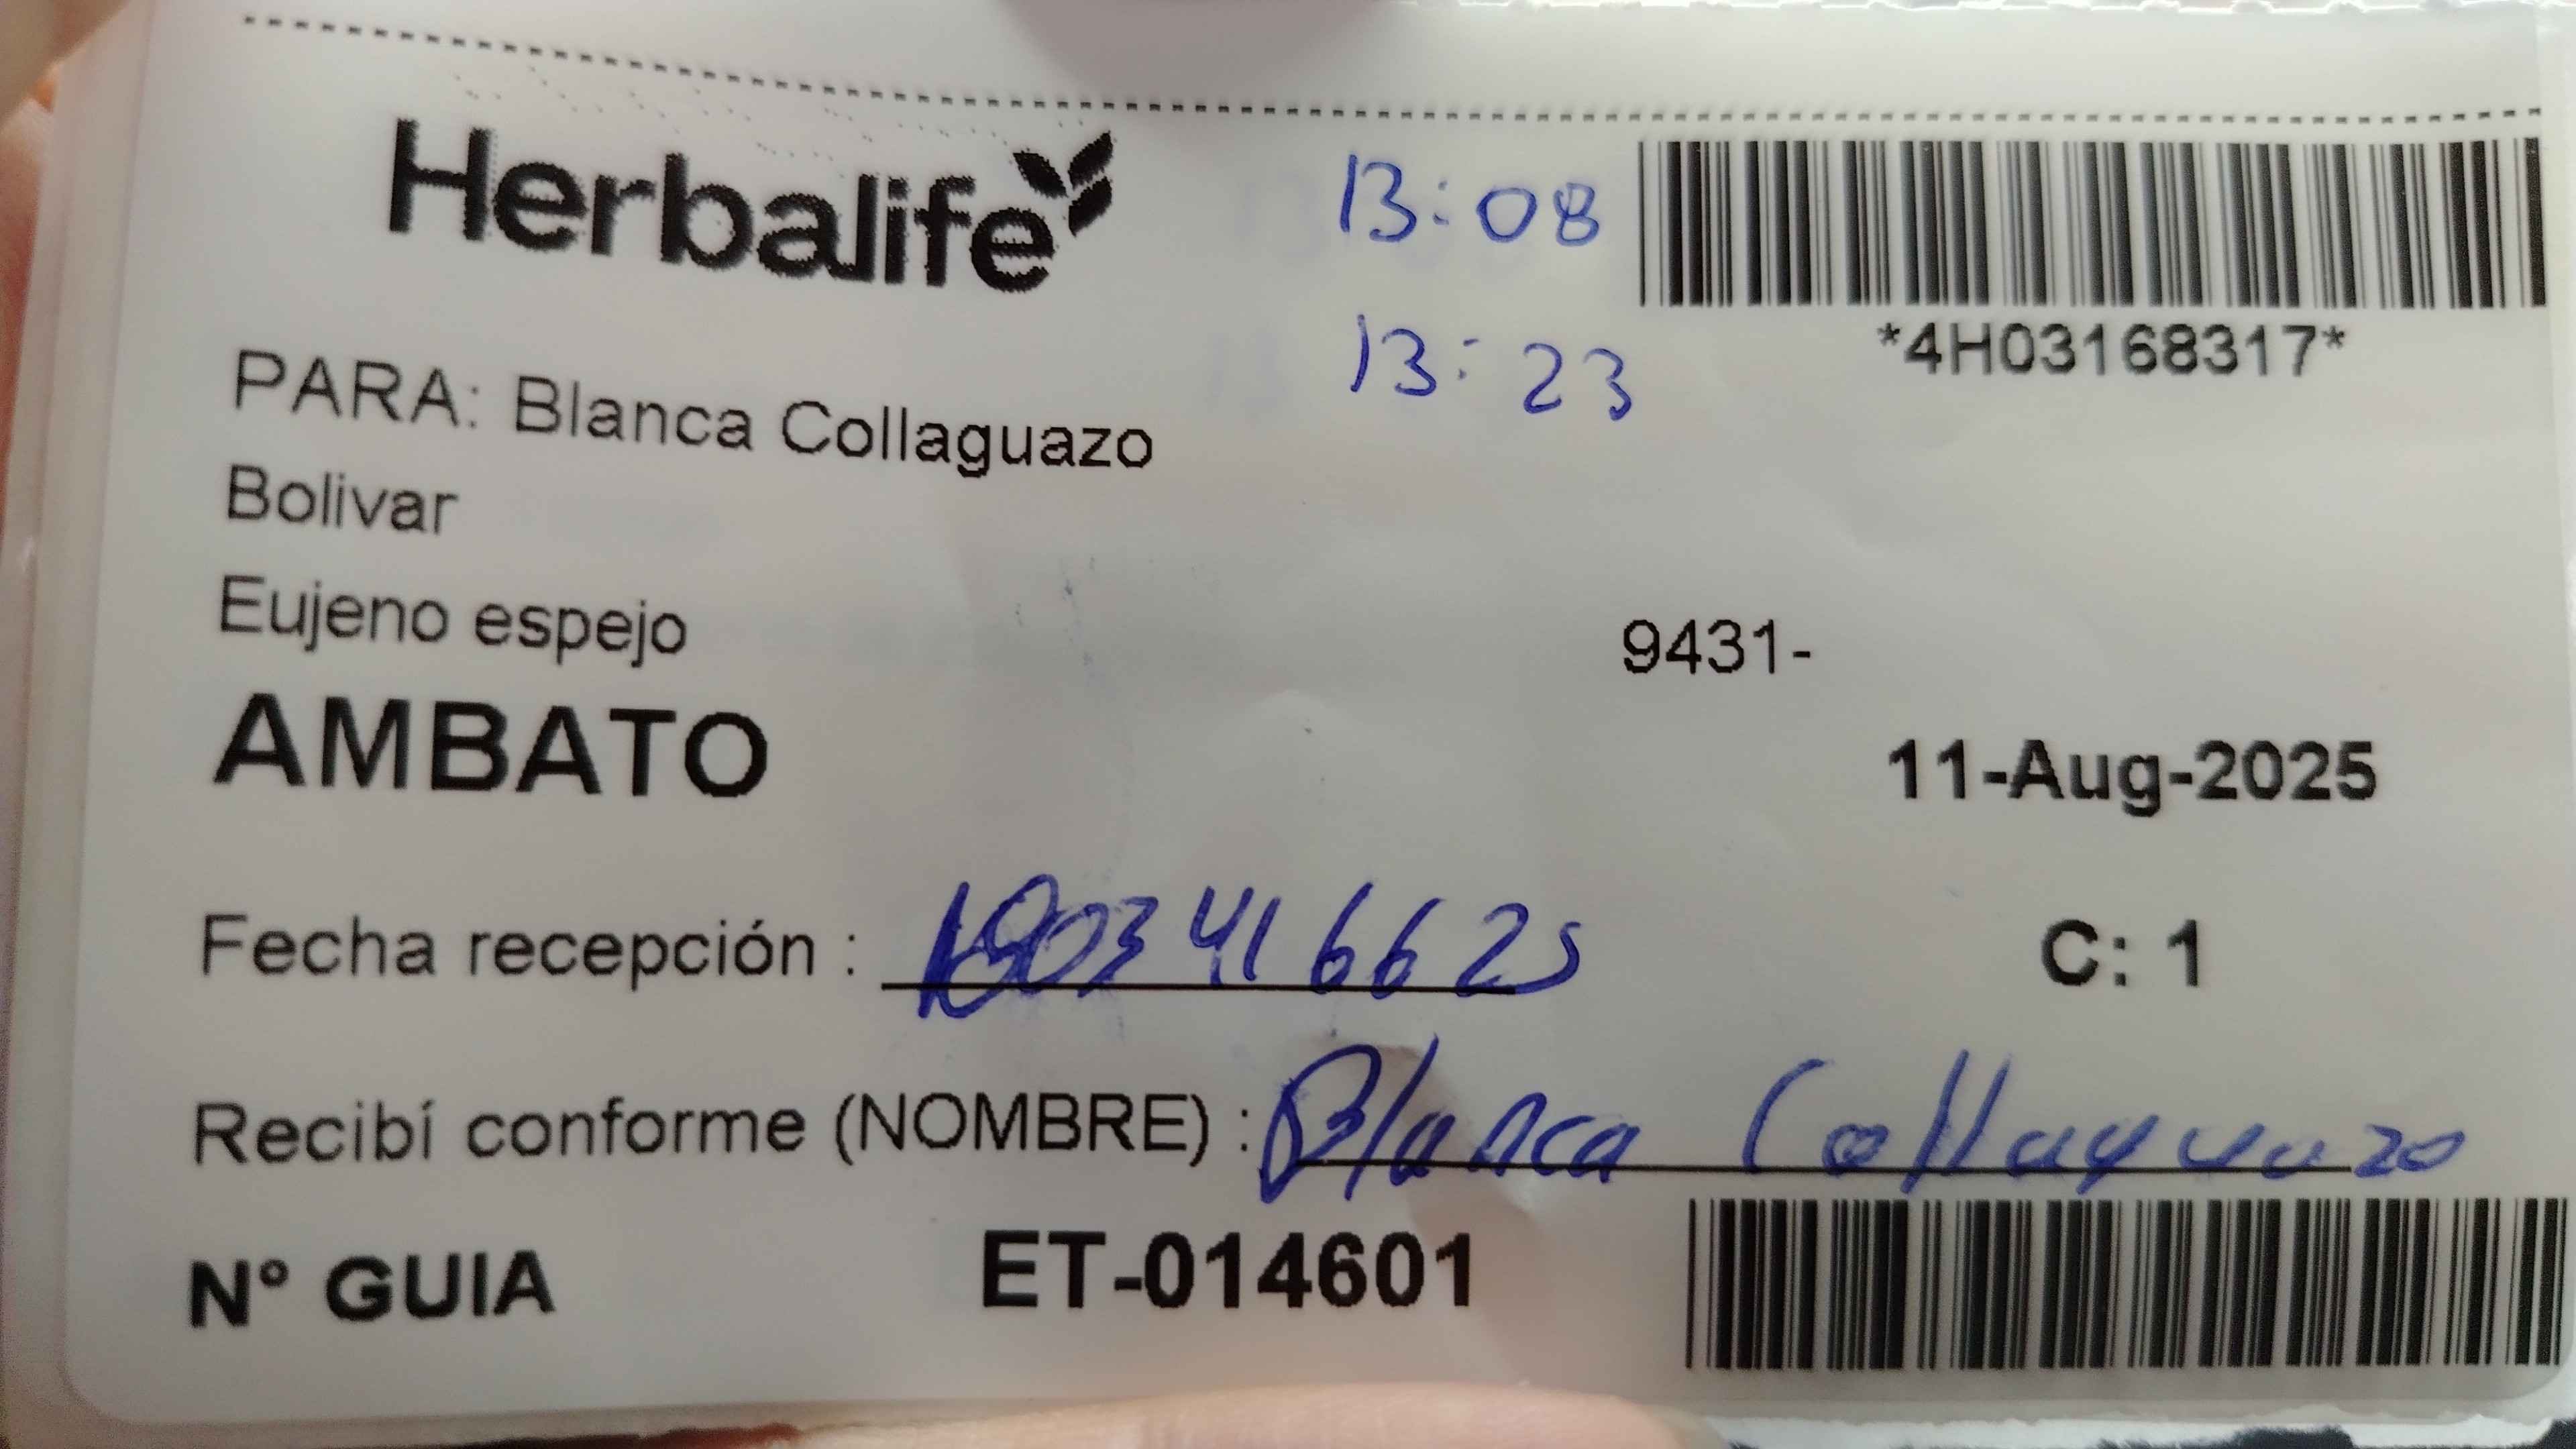 Herbalife
13:08
*4H03168317*
13:23
PARA: Blanca Collaguazo
Bolivar
Eujeno espejo
9431-
AMBATO
11-Aug-2025
Fecha recepción : 1803416625
C: 1
Recibí conforme (NOMBRE) : Blanca Collaguazo
N° GUIA ET-014601